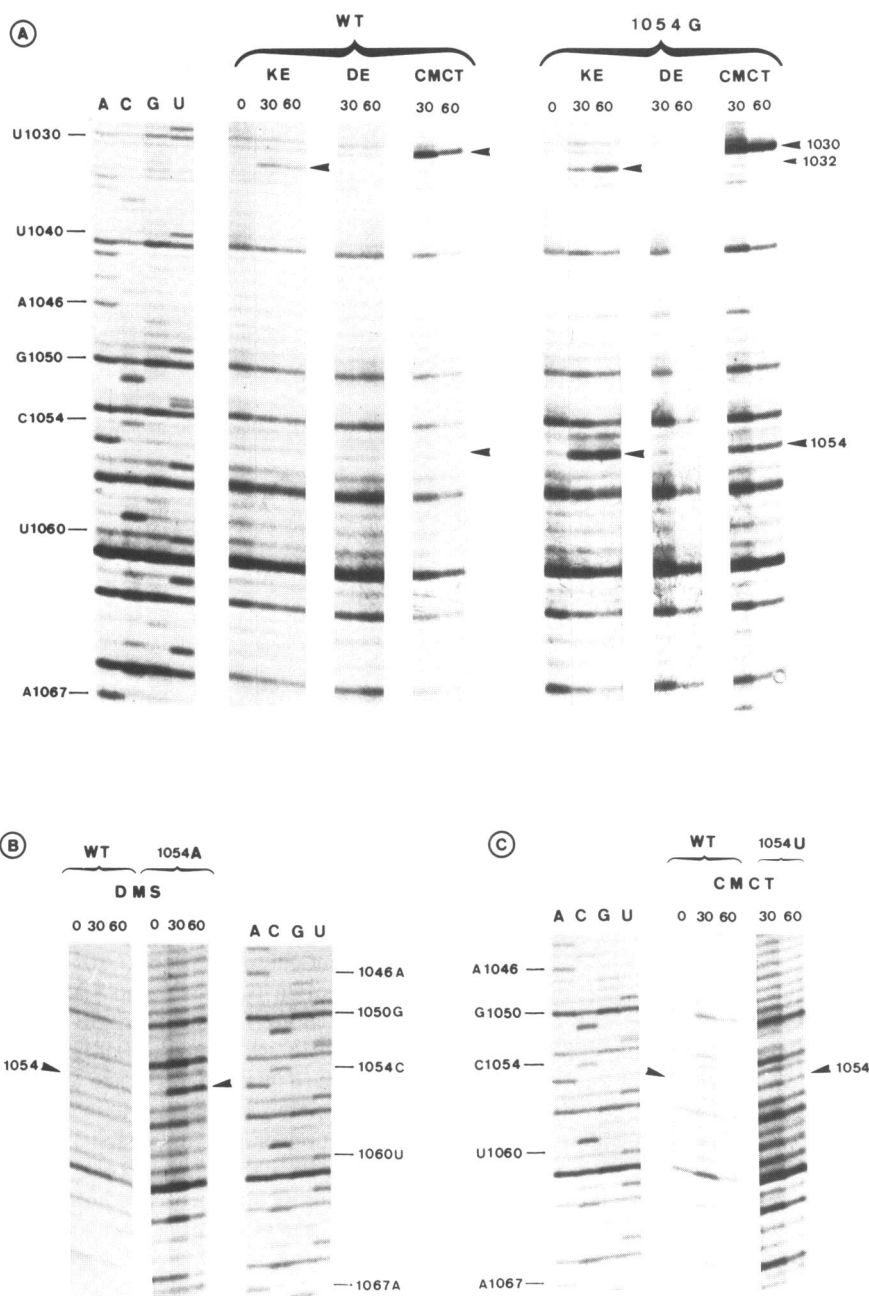 A
WT
1054 G
KE DE CMCT
KE DE CMCT
A C G U
0 30 60
30 60
30 60
0 30 60
30 60
30 60
U1030
1030
1032
U1040
A1046
G1050
C1054
1054
U1060
A1067
B
WT
1054A
DMS
0 30 60
0 30 60
A C G U
1046A
1050G
1054
1054C
1060U
1067A
C
WT
1054U
CMCT
A C G U
0 30 60
30 60
A1046
G1050
C1054
1054
U1060
A1067